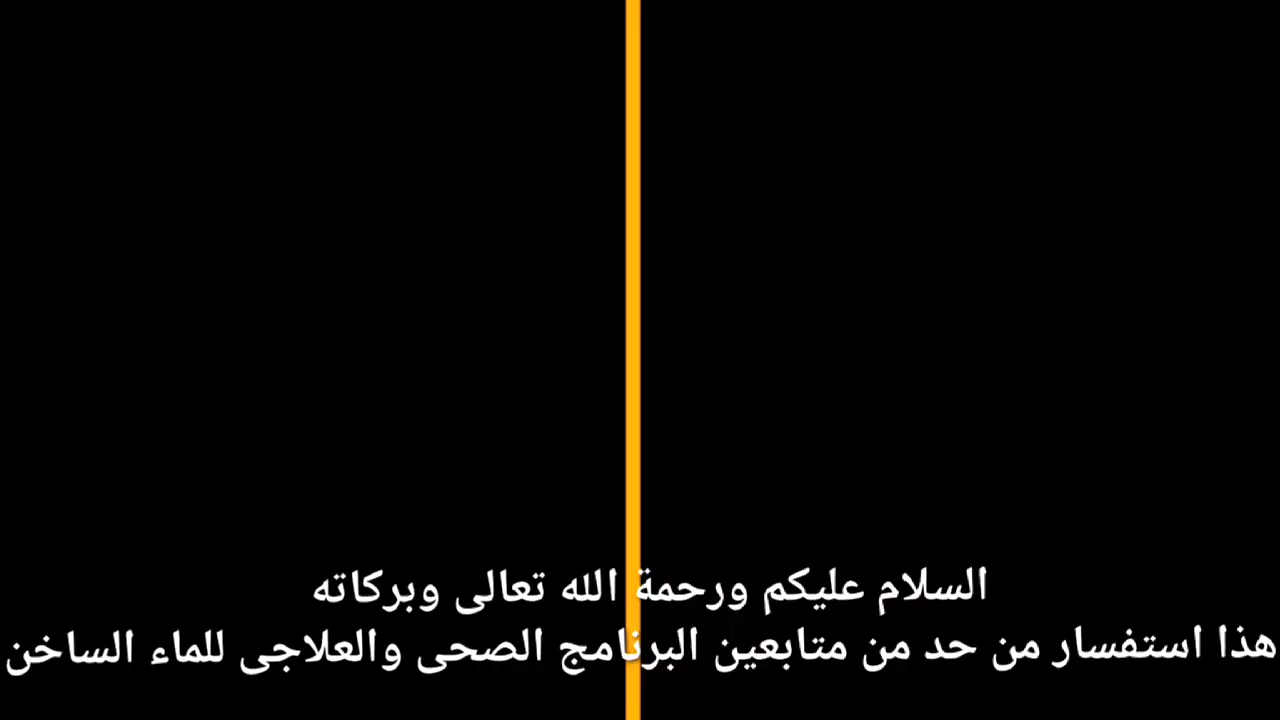 السلام عليكم ورحمة الله تعالى وبركاته
هذا استفسار من حد من متابعين البرنامج الصحى والعلاجى للماء الساخن